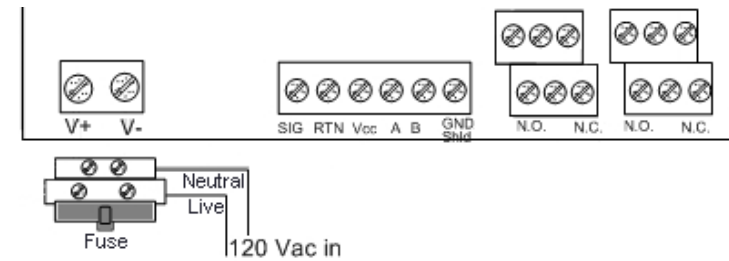 V+ V-
SIG RTN Vcc A B GND
Shld
N.O. N.C. N.O. N.C.
Neutral
Live
Fuse
120 Vac in